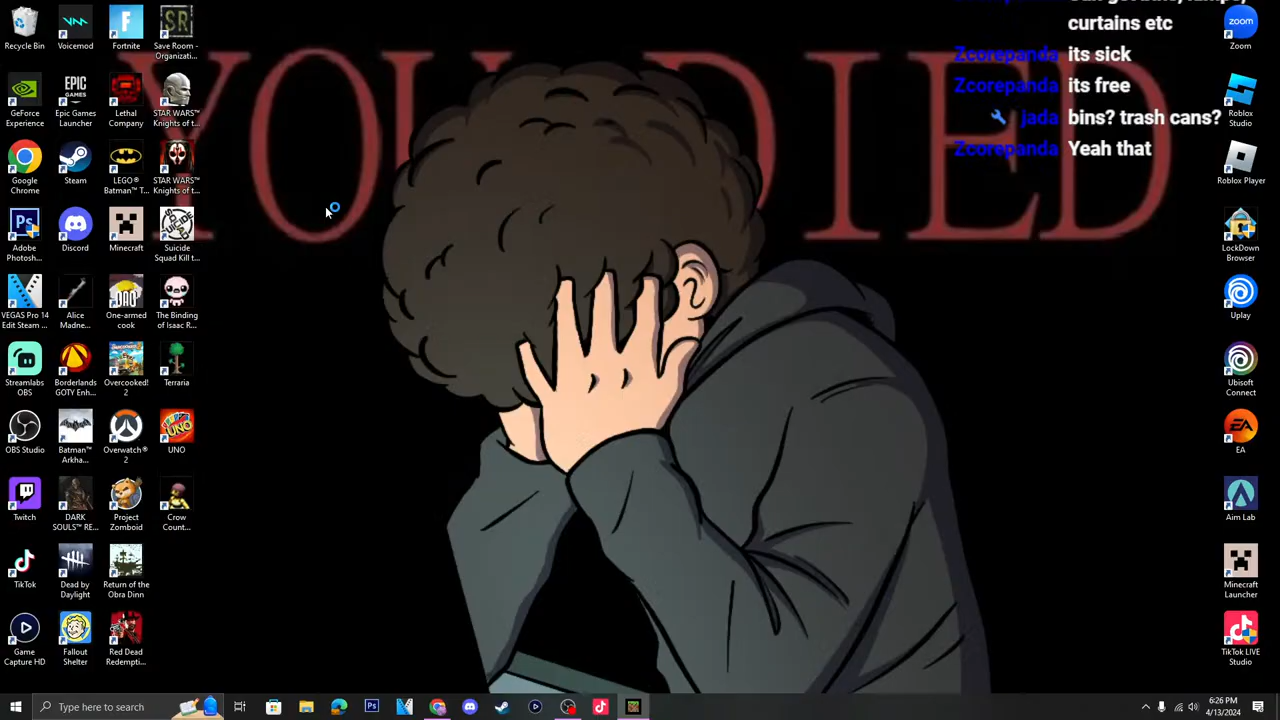 curtains etc
Zcorepanda its sick
Zcorepanda its free
jada bins? trash cans?
Zcorepanda Yeah that
YOU DIED
Recycle Bin
Voicemod
Fortnite
Save Room - Organizati...
GeForce Experience
Epic Games Launcher
Lethal Company
STAR WARS™ Knights of t...
Google Chrome
Steam
LEGO® Batman™ T...
STAR WARS™ Knights of t...
Adobe Photosh...
Discord
Minecraft
Suicide Squad Kill t...
VEGAS Pro 14 Edit Steam ...
Alice Madne...
One-armed cook
The Binding of Isaac R...
Streamlabs OBS
Borderlands GOTY Enh...
Overcooked! 2
Terraria
OBS Studio
Batman™ Arkha...
Overwatch® 2
UNO
Twitch
DARK SOULS™ RE...
Project Zomboid
Crow Count...
TikTok
Dead by Daylight
Return of the Obra Dinn
Game Capture HD
Fallout Shelter
Red Dead Redempti...
Zoom
Roblox Studio
Roblox Player
LockDown Browser
Uplay
Ubisoft Connect
EA
Aim Lab
Minecraft Launcher
TikTok LIVE Studio
Type here to search
6:26 PM
4/13/2024